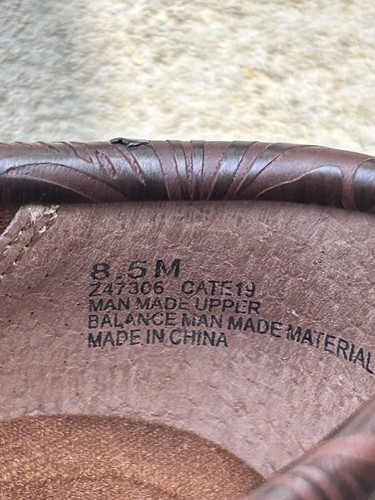 8.5M
Z47306 CATE19
MAN MADE UPPER
BALANCE MAN MADE MATERIAL
MADE IN CHINA